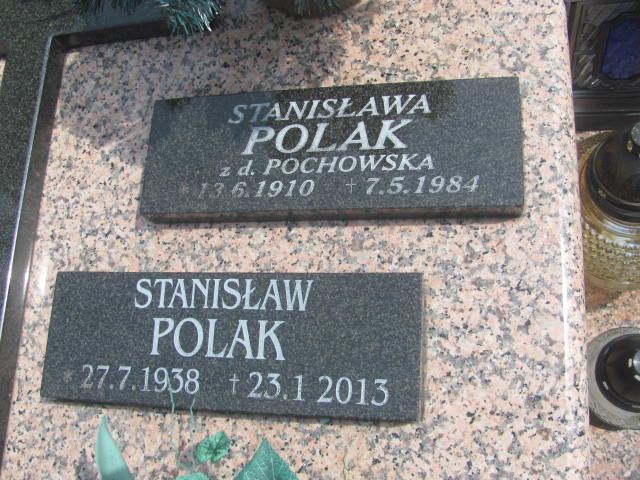 STANISŁAWA
POLAK
z d. POCHOWSKA
* 13.6.1910 † 7.5.1984
STANISŁAW
POLAK
* 27.7.1938 † 23.1 2013